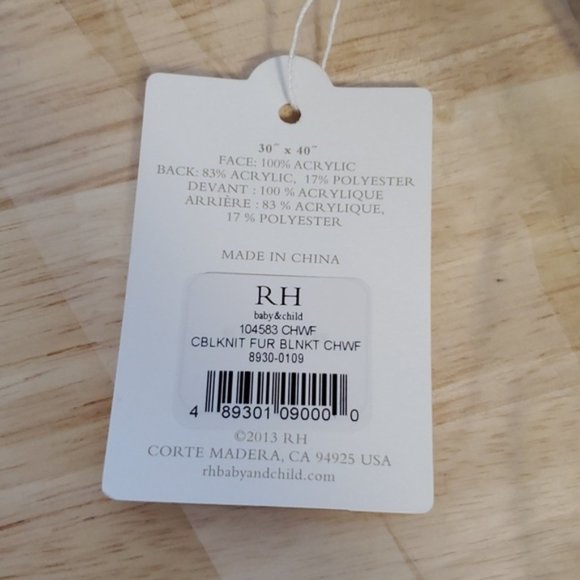 30″ x 40″
FACE: 100% ACRYLIC
BACK: 83% ACRYLIC, 17% POLYESTER
DEVANT : 100 % ACRYLIQUE
ARRIÈRE : 83 % ACRYLIQUE,
17 % POLYESTER
MADE IN CHINA
RH
baby&child
104583 CHWF
CBLKNIT FUR BLNKT CHWF
8930-0109
4 89301 09000 0
©2013 RH
CORTE MADERA, CA 94925 USA
rhbabyandchild.com